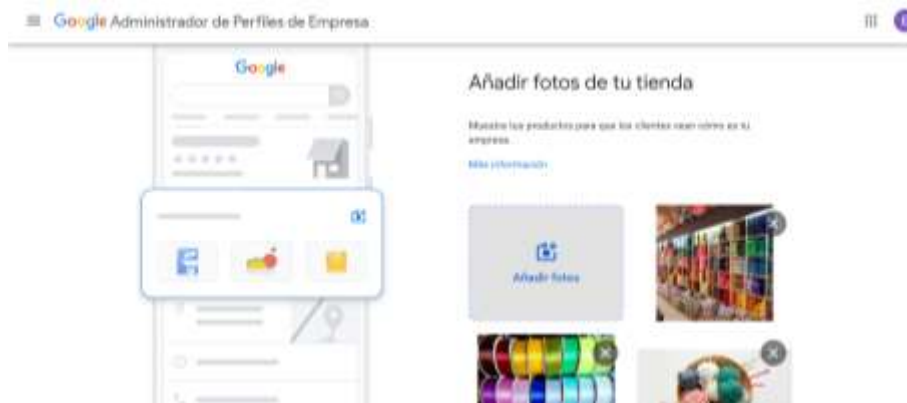 Google Administrador de Perfiles de Empresa
Google
Añadir fotos de tu tienda
Muestra tus productos para que los clientes vean cómo es tu
empresa.
Más información
Añadir fotos